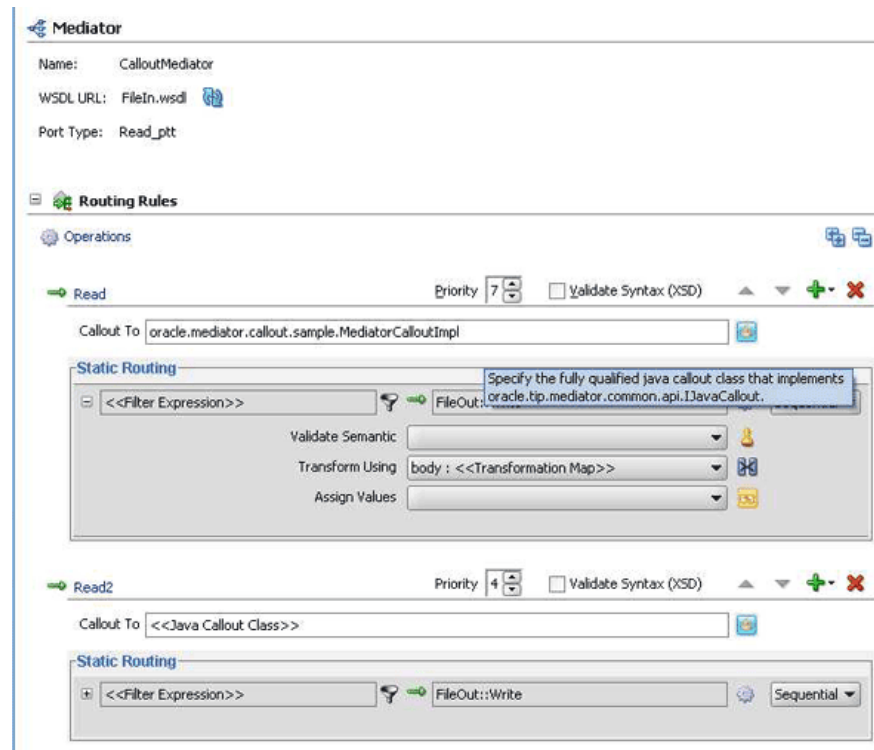 Mediator
Name: CalloutMediator
WSDL URL: FileIn.wsdl
Port Type: Read_ptt
Routing Rules
Operations
Read Priority 7 Validate Syntax (XSD)
Callout To oracle.mediator.callout.sample.MediatorCalloutImpl
Static Routing
Specify the fully qualified java callout class that implements
oracle.tip.mediator.common.api.IJavaCallout.
<<Filter Expression>> FileOut::Write Sequential
Validate Semantic
Transform Using body : <<Transformation Map>>
Assign Values
Read2 Priority 4 Validate Syntax (XSD)
Callout To <<Java Callout Class>>
Static Routing
<<Filter Expression>> FileOut::Write Sequential